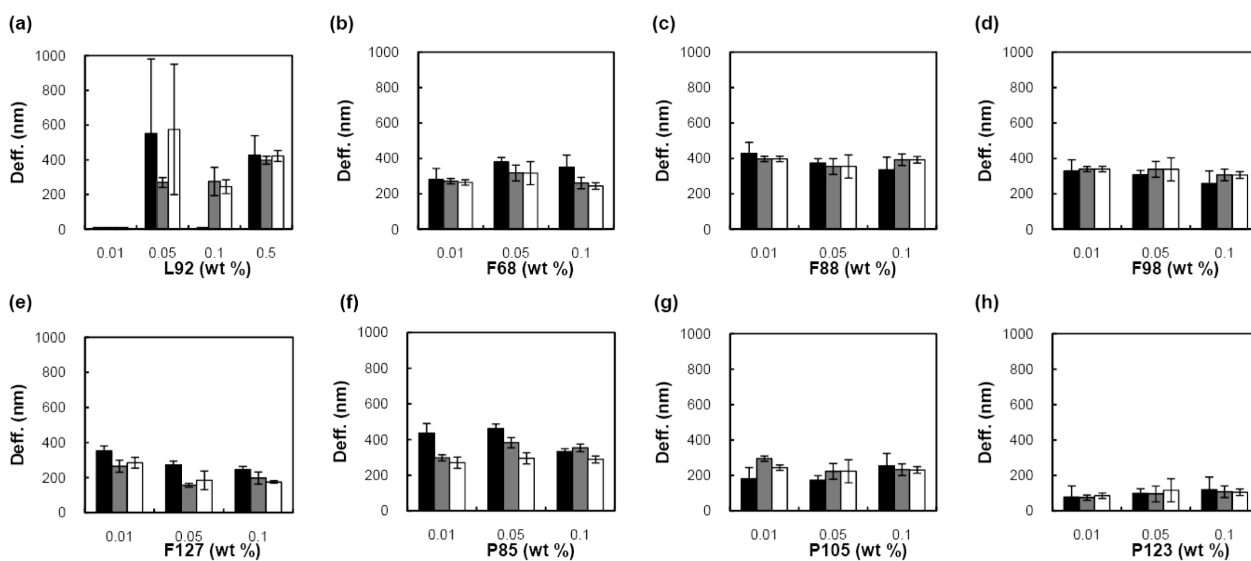 (a)
Deff. (nm)
1000
800
600
400
200
0
0.01 0.05 0.1 0.5
L92 (wt %)
(b)
Deff. (nm)
1000
800
600
400
200
0
0.01 0.05 0.1
F68 (wt %)
(c)
Deff. (nm)
1000
800
600
400
200
0
0.01 0.05 0.1
F88 (wt %)
(d)
Deff. (nm)
1000
800
600
400
200
0
0.01 0.05 0.1
F98 (wt %)
(e)
Deff. (nm)
1000
800
600
400
200
0
0.01 0.05 0.1
F127 (wt %)
(f)
Deff. (nm)
1000
800
600
400
200
0
0.01 0.05 0.1
P85 (wt %)
(g)
Deff. (nm)
1000
800
600
400
200
0
0.01 0.05 0.1
P105 (wt %)
(h)
Deff. (nm)
1000
800
600
400
200
0
0.01 0.05 0.1
P123 (wt %)